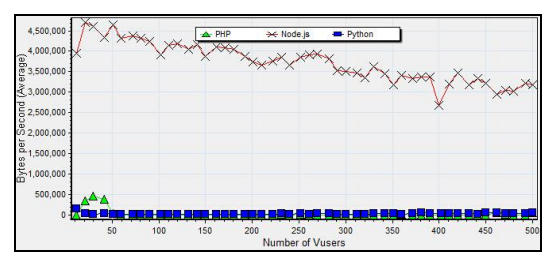 PHP Node.js Python
Bytes per Second (Average)
4,500,000
4,000,000
3,500,000
3,000,000
2,500,000
2,000,000
1,500,000
1,000,000
500,000
0
50 100 150 200 250 300 350 400 450 500
Number of Vusers